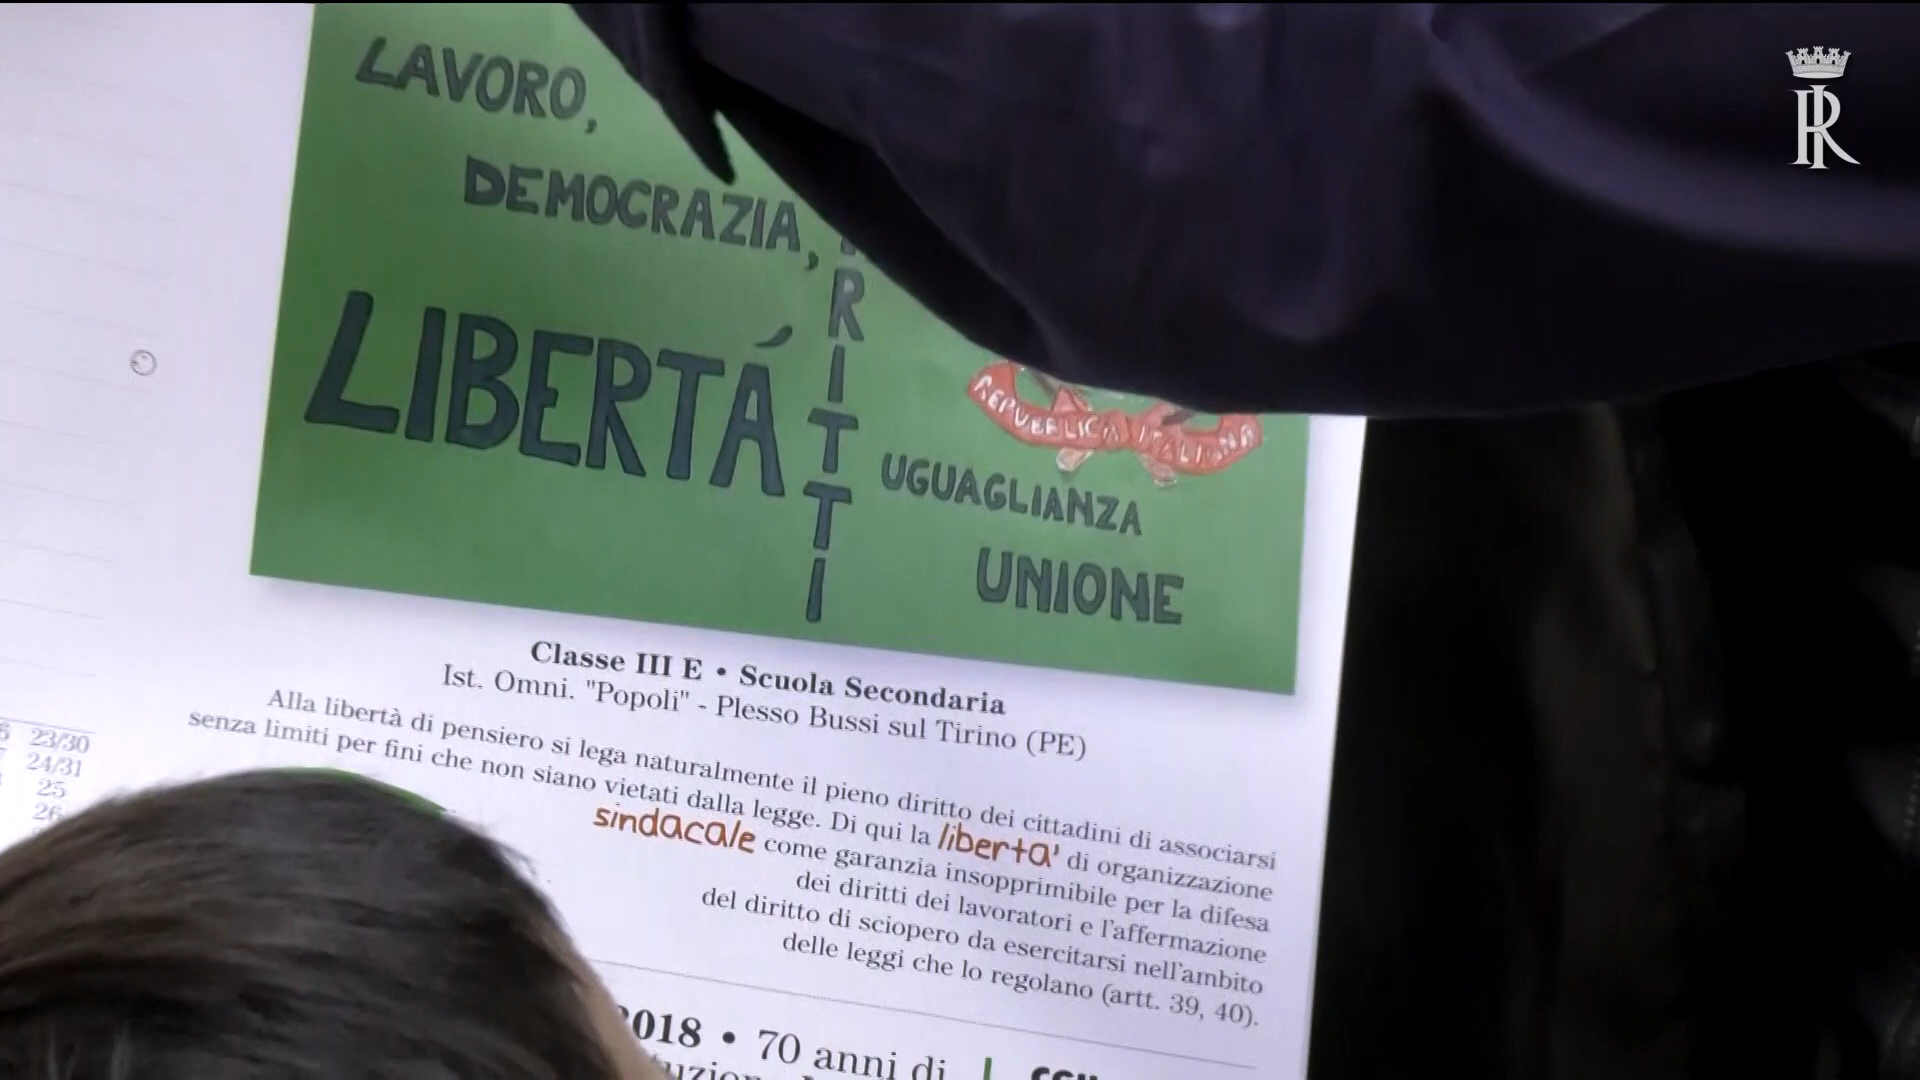 LAVORO,
DEMOCRAZIA,
LIBERTÁ
RITTI
REPUBBLICA ITALIANA
UGUAGLIANZA
UNIONE
Classe III E • Scuola Secondaria
Ist. Omni. "Popoli" - Plesso Bussi sul Tirino (PE)
Alla libertà di pensiero si lega naturalmente il pieno diritto dei cittadini di associarsi
senza limiti per fini che non siano vietati dalla legge. Di qui la liberta' di organizzazione
sindacale come garanzia insopprimibile per la difesa
dei diritti dei lavoratori e l'affermazione
del diritto di sciopero da esercitarsi nell'ambito
delle leggi che lo regolano (artt. 39, 40).
23/30
24/31
25
26
2018 • 70 anni di